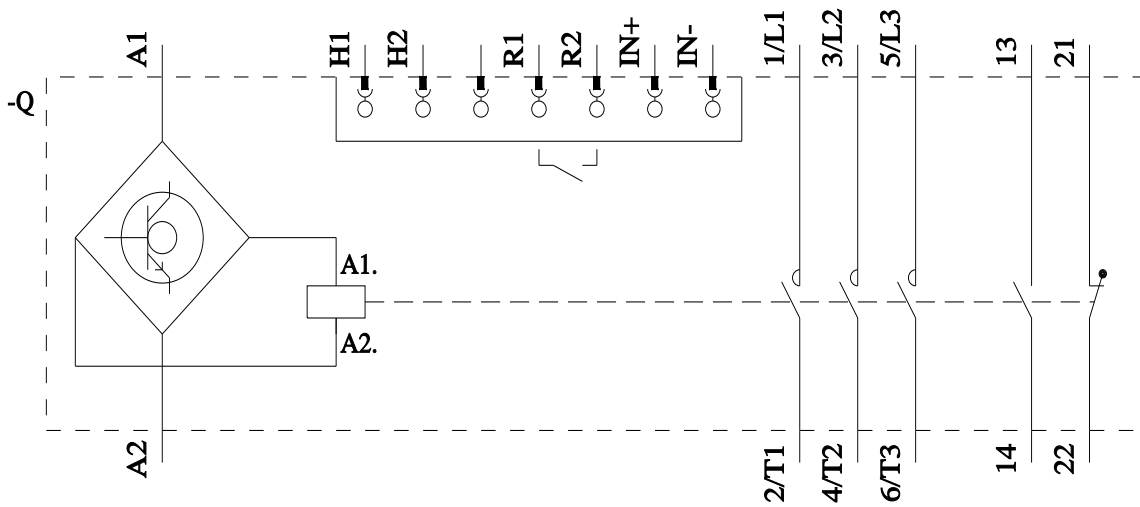 A1
H1
H2
R1
R2
IN+
IN-
1/L1
3/L2
5/L3
13
21
-Q
A1.
A2.
A2
2/T1
4/T2
6/T3
14
22